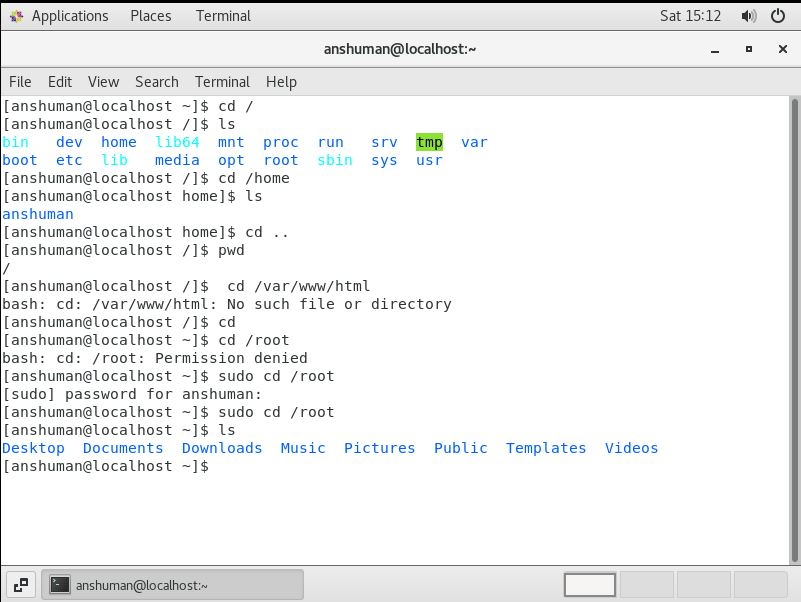 Applications Places Terminal Sat 15:12
anshuman@localhost:~
File Edit View Search Terminal Help
[anshuman@localhost ~]$ cd /
[anshuman@localhost /]$ ls
bin dev home lib64 mnt proc run srv tmp var
boot etc lib media opt root sbin sys usr
[anshuman@localhost /]$ cd /home
[anshuman@localhost home]$ ls
anshuman
[anshuman@localhost home]$ cd ..
[anshuman@localhost /]$ pwd
/
[anshuman@localhost /]$  cd /var/www/html
bash: cd: /var/www/html: No such file or directory
[anshuman@localhost /]$ cd
[anshuman@localhost ~]$ cd /root
bash: cd: /root: Permission denied
[anshuman@localhost ~]$ sudo cd /root
[sudo] password for anshuman:
[anshuman@localhost ~]$ sudo cd /root
[anshuman@localhost ~]$ ls
Desktop Documents Downloads Music Pictures Public Templates Videos
[anshuman@localhost ~]$
anshuman@localhost:~